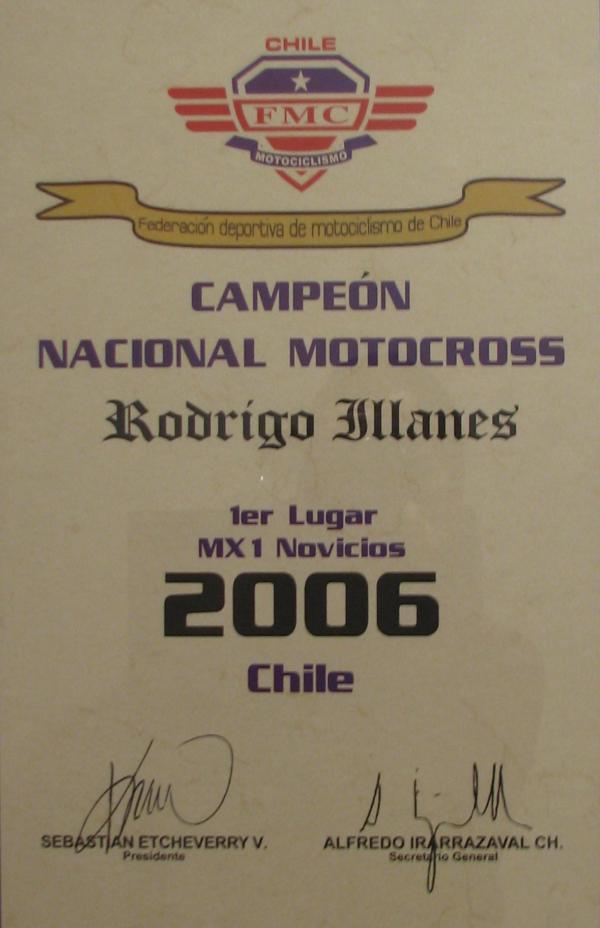 CHILE
FMC
MOTOCICLISMO
Federación deportiva de motociclismo de Chile
CAMPEÓN
NACIONAL MOTOCROSS
Rodrigo Illanes
1er Lugar
MX1 Novicios
2006
Chile
SEBASTIAN ETCHEVERRY V.
Presidente
ALFREDO IRARRAZAVAL CH.
Secretario General